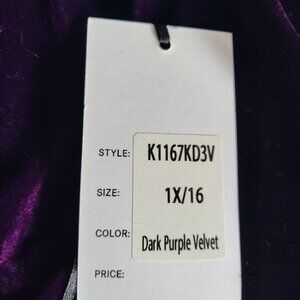 STYLE: K1167KD3V
SIZE: 1X/16
COLOR: Dark Purple Velvet
PRICE: